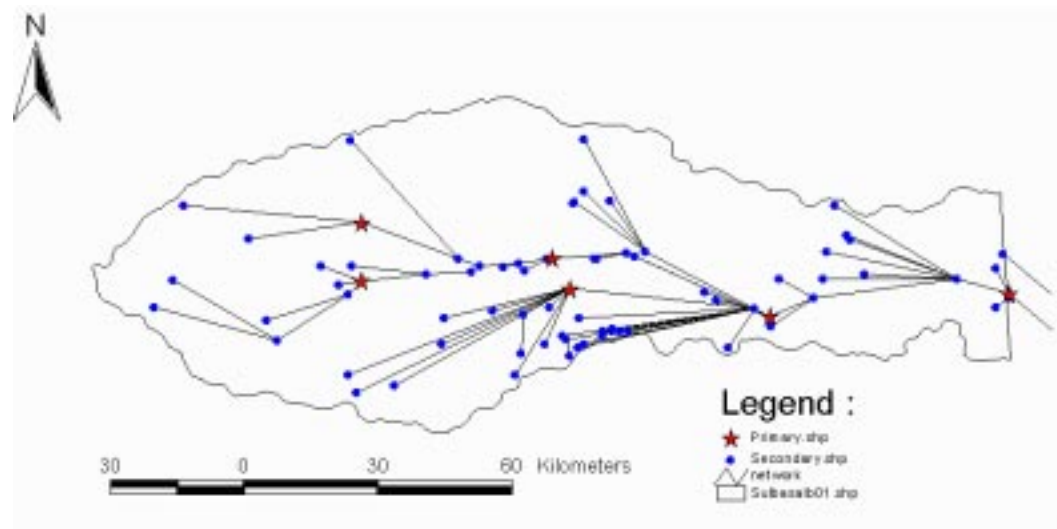 N
Legend :
Primary.shp
Secondary.shp
network
30 0 30 60 Kilometers